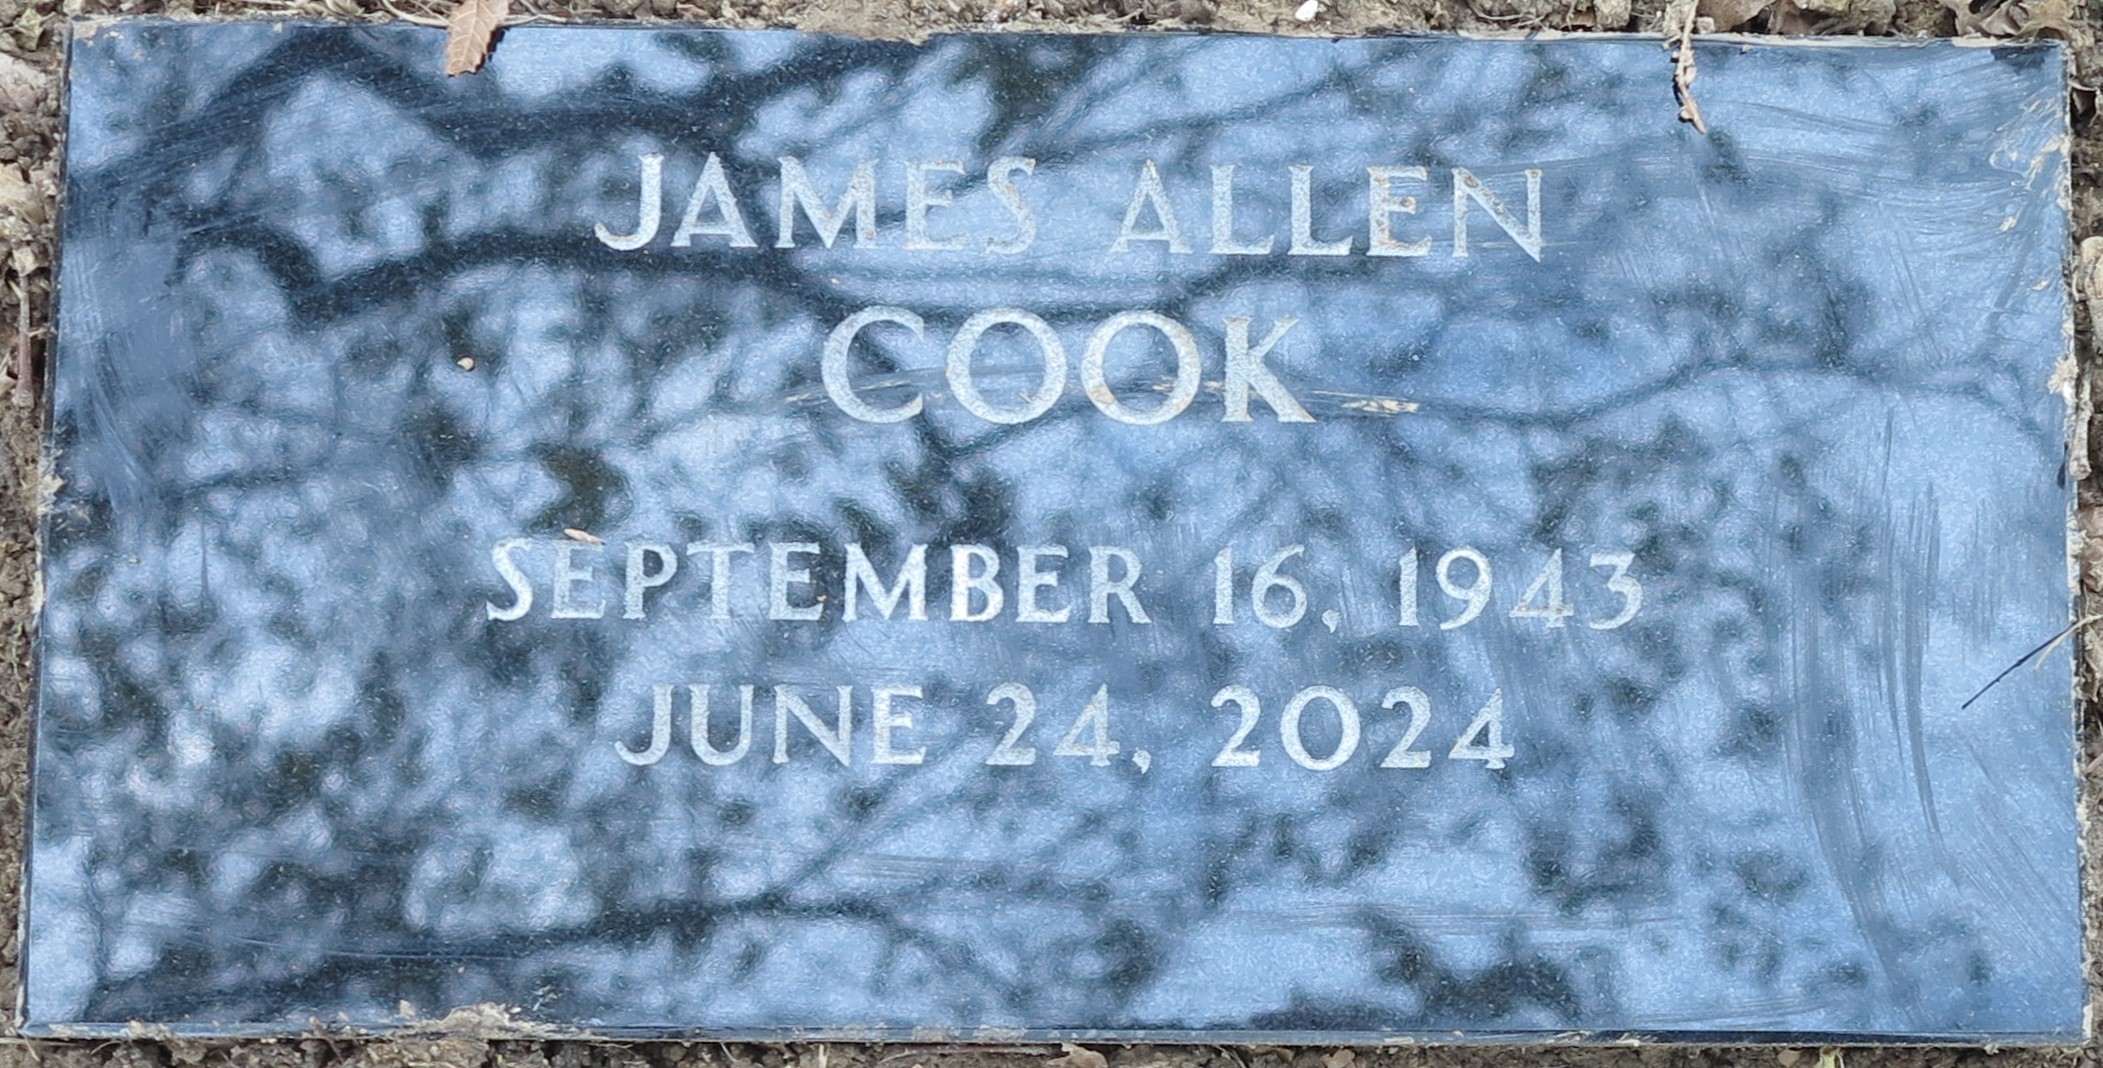 JAMES ALLEN
COOK
SEPTEMBER 16, 1943
JUNE 24, 2024